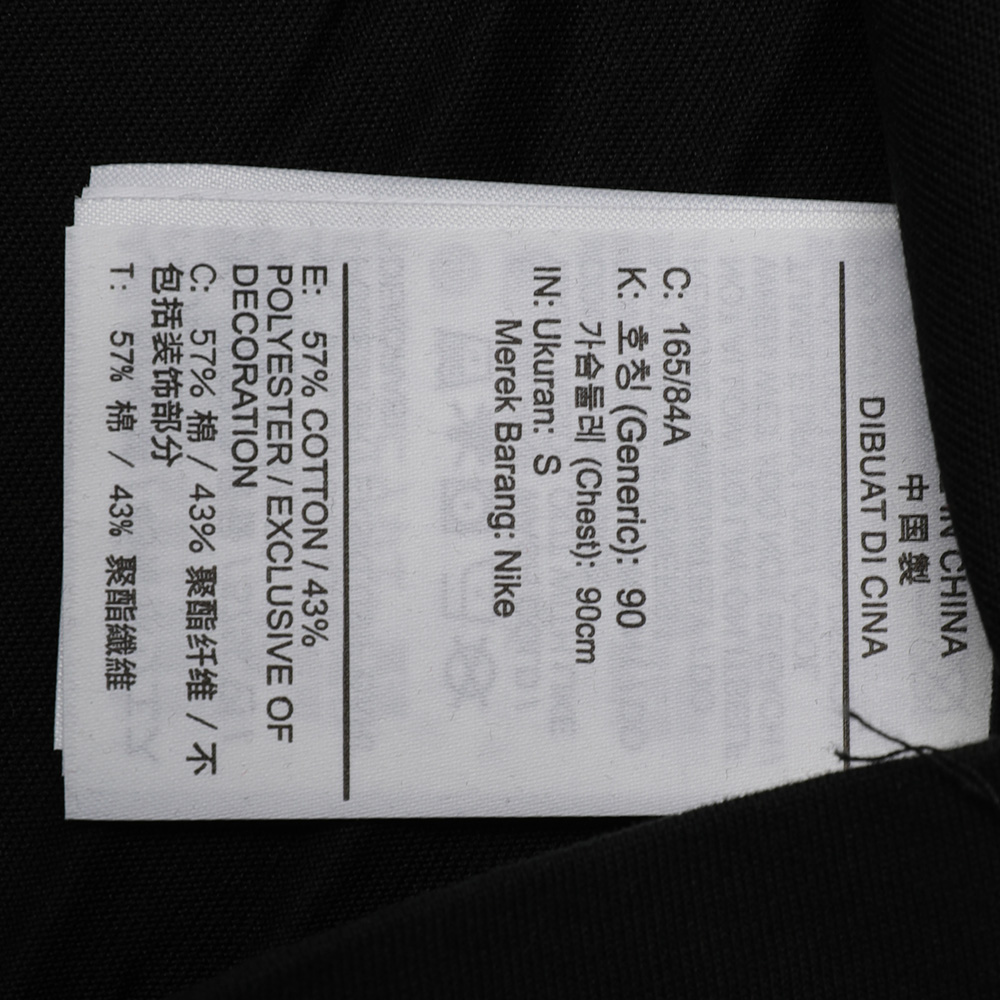 IN CHINA
中国製
DIBUAT DI CINA
C: 165/84A
K: 호칭 (Generic): 90
가슴둘레 (Chest): 90cm
IN: Ukuran: S
Merek Barang: Nike
E: 57% COTTON / 43%
POLYESTER / EXCLUSIVE OF
DECORATION
C: 57% 棉 / 43% 聚酯纤维 / 不
包括装饰部分
T: 57% 棉 / 43% 聚酯纖維